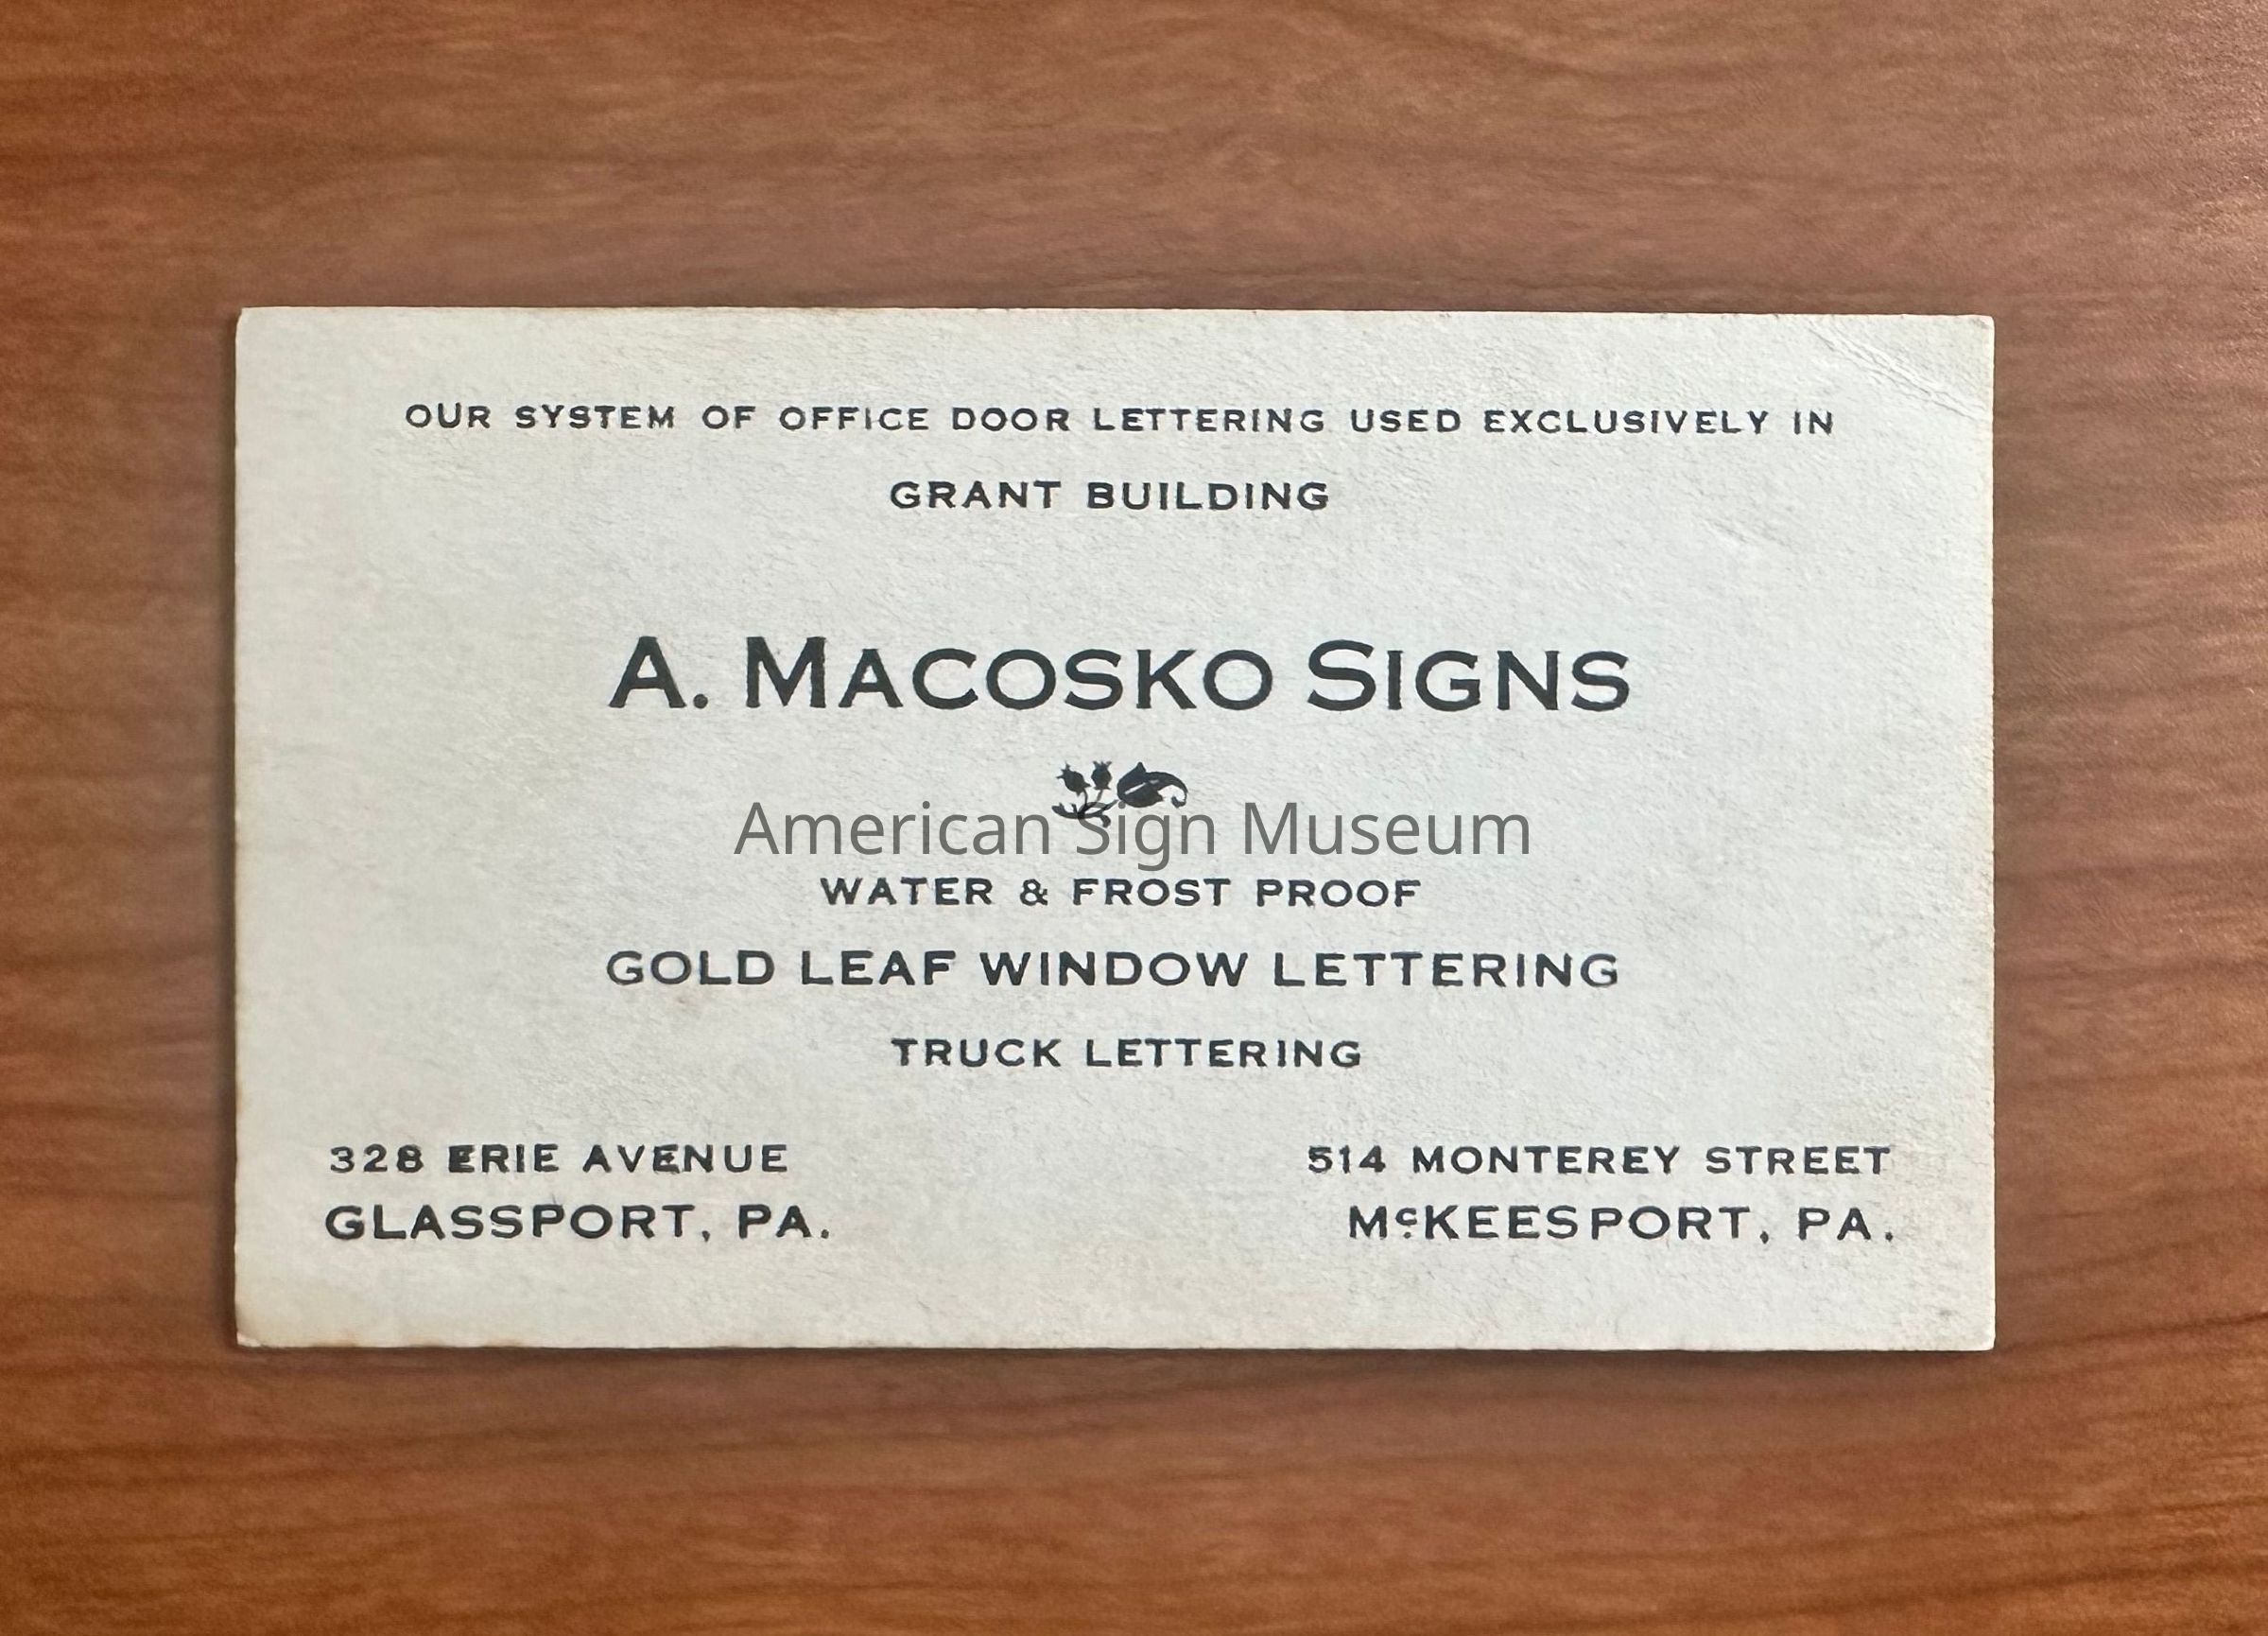 OUR SYSTEM OF OFFICE DOOR LETTERING USED EXCLUSIVELY IN
GRANT BUILDING
A. MACOSKO SIGNS
American Sign Museum
WATER & FROST PROOF
GOLD LEAF WINDOW LETTERING
TRUCK LETTERING
328 ERIE AVENUE
GLASSPORT, PA.
514 MONTEREY STREET
McKEESPORT, PA.